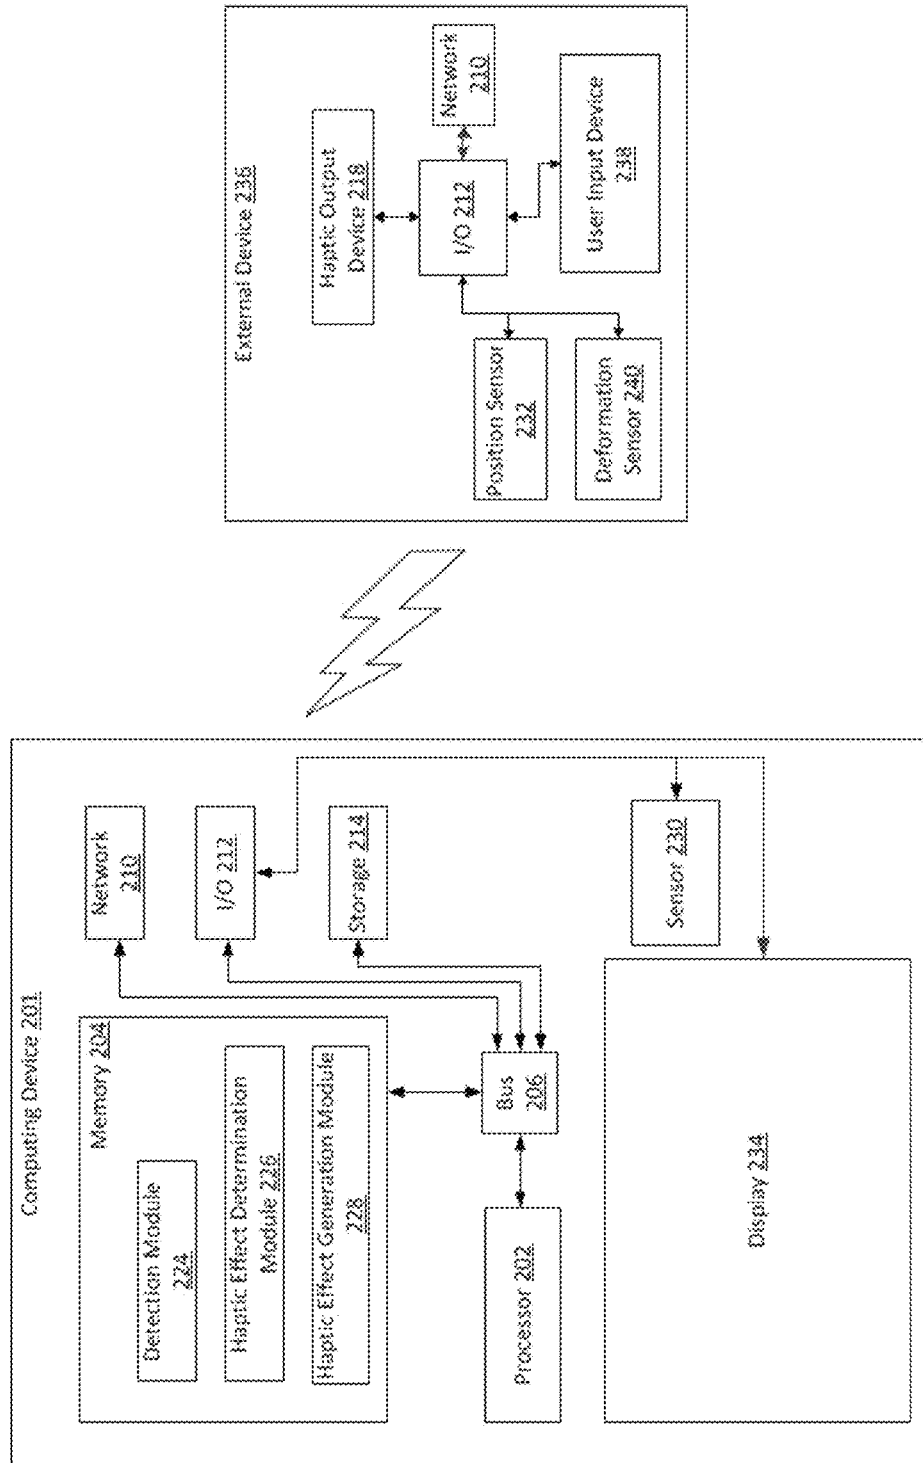 Computing Device 201
Memory 204
Detection Module
224
Haptic Effect Determination
Module 226
Haptic Effect Generation Module
228
Network
210
I/O 212
Storage 214
Bus
206
Processor 202
Sensor 230
Display 234
External Device 236
Haptic Output
Device 218
Network
210
I/O 212
Position Sensor
232
Deformation
Sensor 240
User Input Device
238